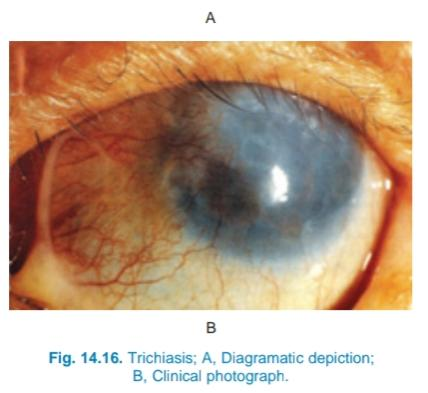 A
B
Fig. 14.16. Trichiasis; A, Diagramatic depiction;
B, Clinical photograph.